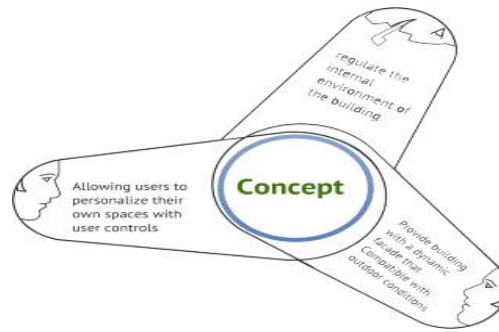 regulate the
internal
environment of
the building.
Concept
Allowing users to
personalize their
own spaces with
user controls
Provide building
with a dynamic
facade that
Compatible with
outdoor conditions